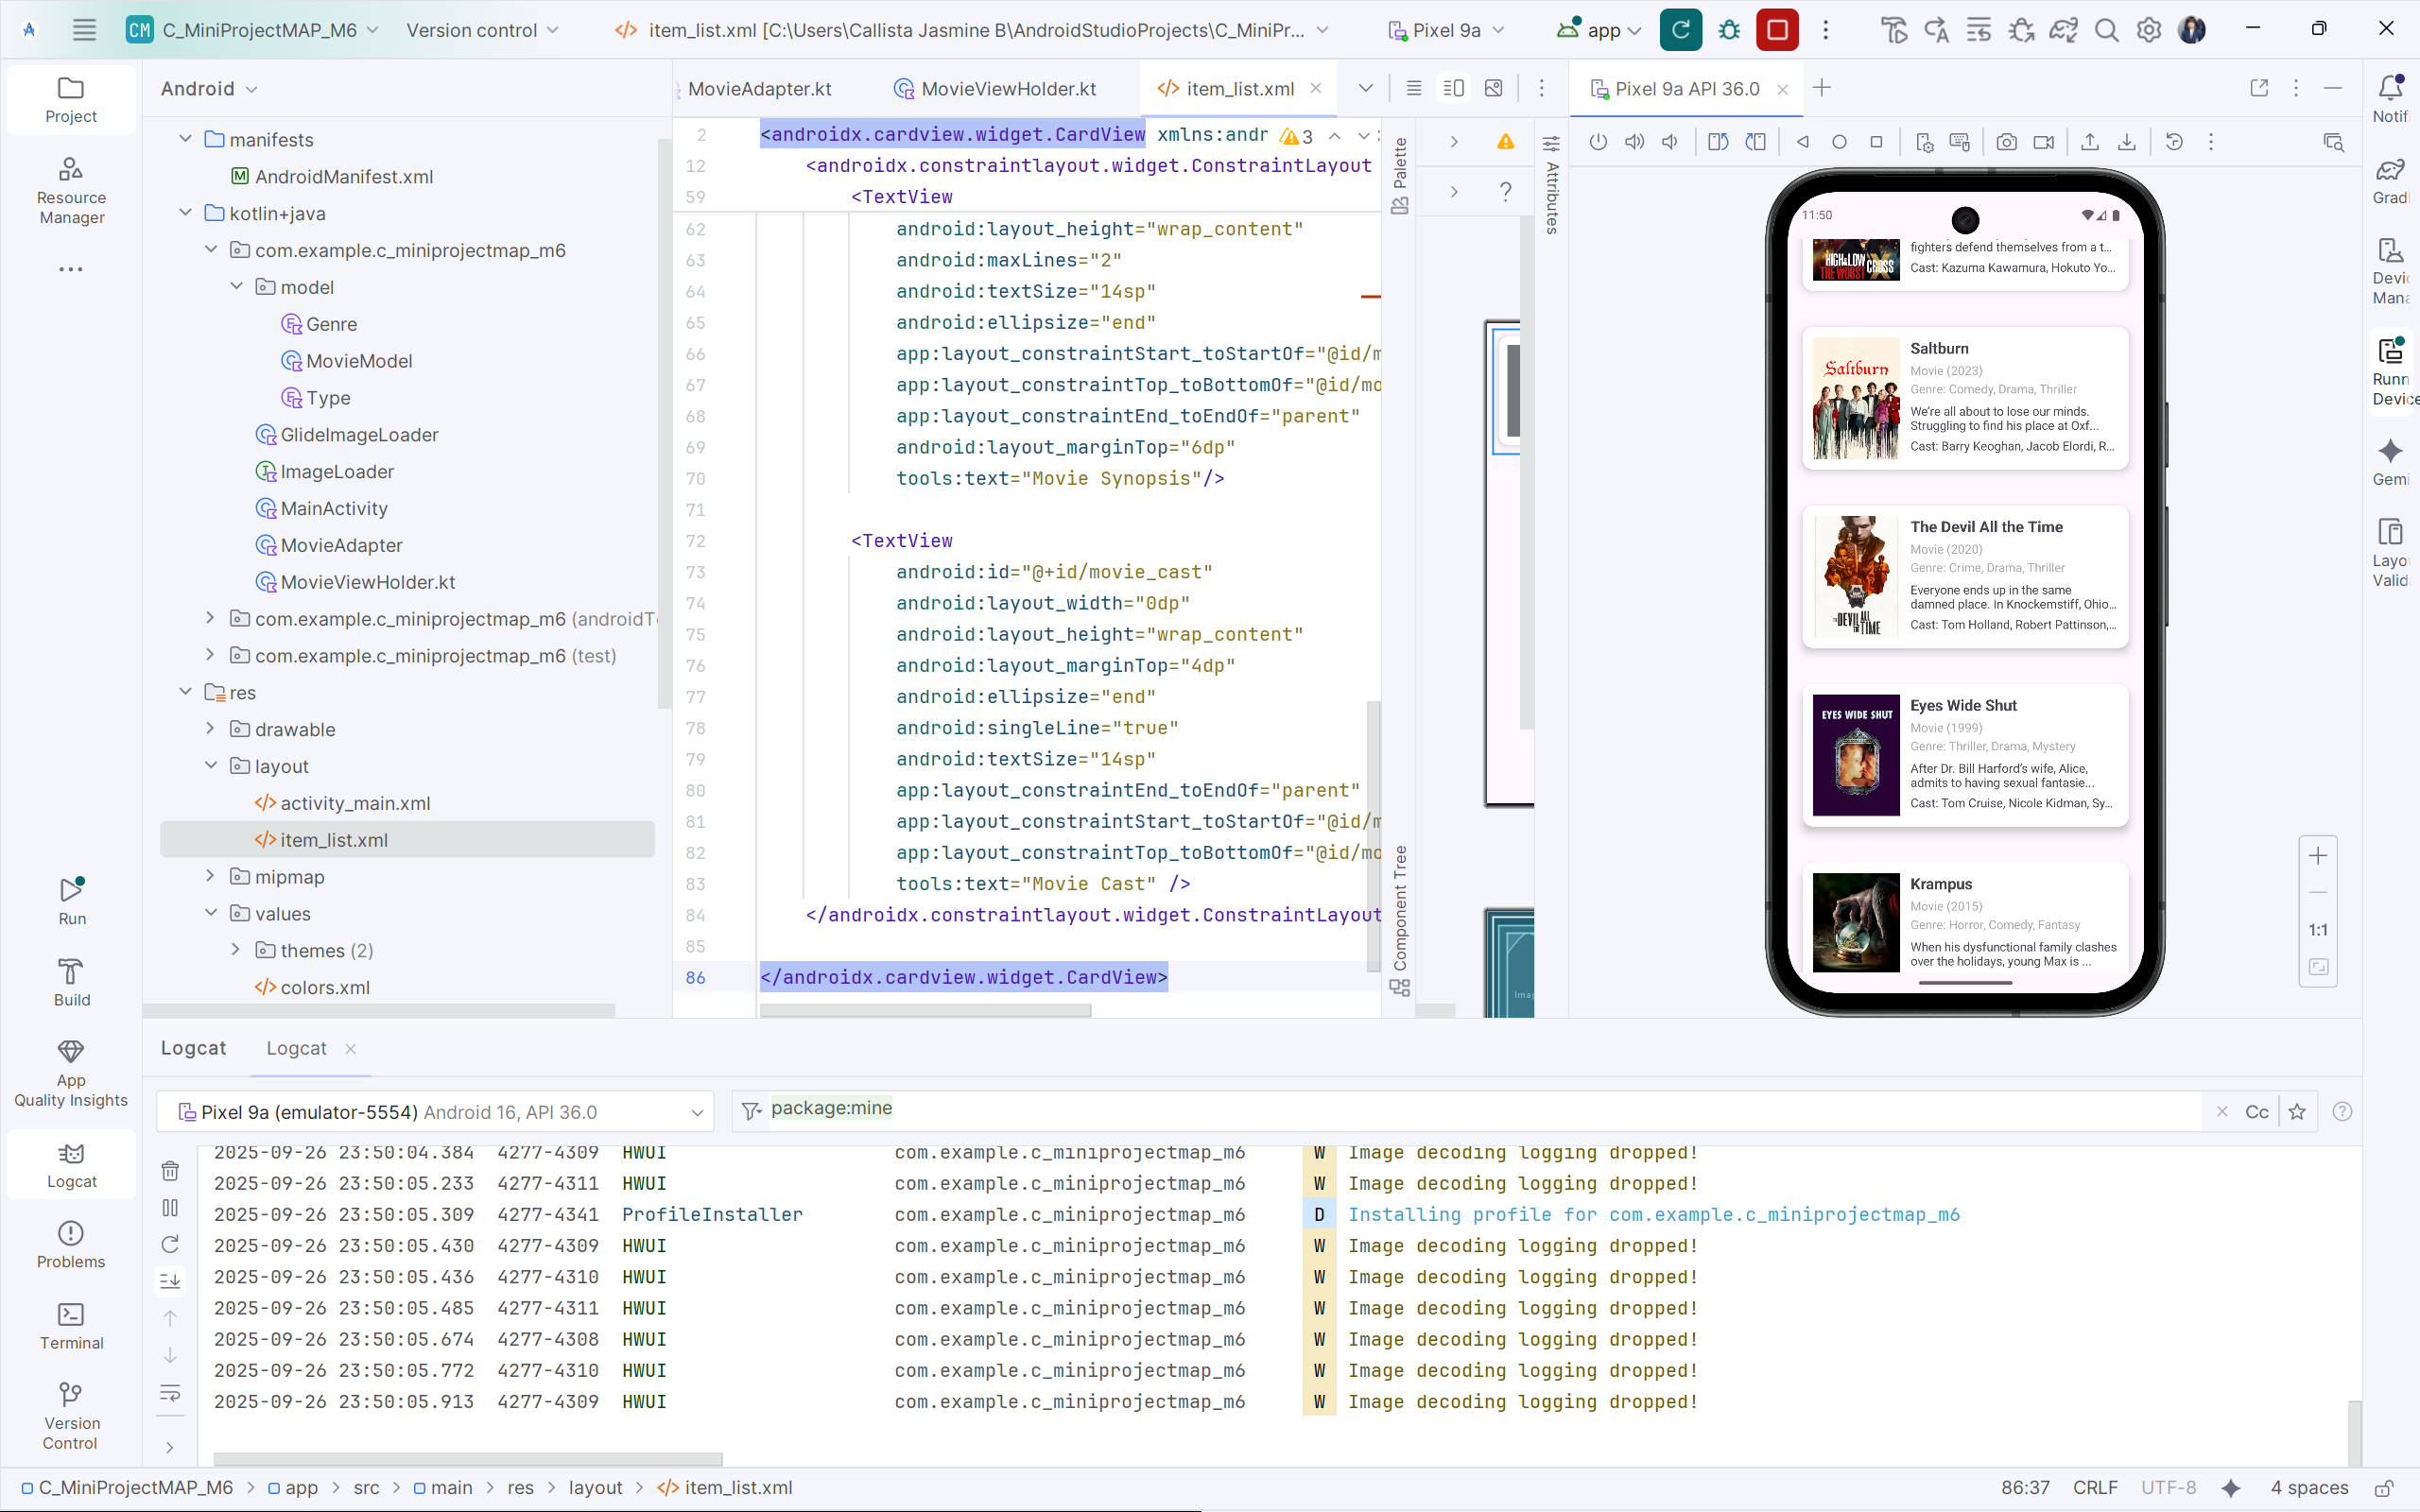 CM C_MiniProjectMAP_M6 Version control item_list.xml [C:\Users\Callista Jasmine B\AndroidStudioProjects\C_MiniPr... Pixel 9a app
Project
Resource
Manager
Run
Build
App
Quality Insights
Logcat
Problems
Terminal
Version
Control
Android
manifests
AndroidManifest.xml
kotlin+java
com.example.c_miniprojectmap_m6
model
Genre
MovieModel
Type
GlideImageLoader
ImageLoader
MainActivity
MovieAdapter
MovieViewHolder.kt
com.example.c_miniprojectmap_m6 (androidT
com.example.c_miniprojectmap_m6 (test)
res
drawable
layout
activity_main.xml
item_list.xml
mipmap
values
themes (2)
colors.xml
MovieAdapter.kt MovieViewHolder.kt item_list.xml
2 <androidx.cardview.widget.CardView xmlns:andr 3
12 <androidx.constraintlayout.widget.ConstraintLayout
59 <TextView
62 android:layout_height="wrap_content"
63 android:maxLines="2"
64 android:textSize="14sp"
65 android:ellipsize="end"
66 app:layout_constraintStart_toStartOf="@id/m
67 app:layout_constraintTop_toBottomOf="@id/mo
68 app:layout_constraintEnd_toEndOf="parent"
69 android:layout_marginTop="6dp"
70 tools:text="Movie Synopsis"/>
71
72 <TextView
73 android:id="@+id/movie_cast"
74 android:layout_width="0dp"
75 android:layout_height="wrap_content"
76 android:layout_marginTop="4dp"
77 android:ellipsize="end"
78 android:singleLine="true"
79 android:textSize="14sp"
80 app:layout_constraintEnd_toEndOf="parent"
81 app:layout_constraintStart_toStartOf="@id/m
82 app:layout_constraintTop_toBottomOf="@id/mo
83 tools:text="Movie Cast" />
84 </androidx.constraintlayout.widget.ConstraintLayout
85
86 </androidx.cardview.widget.CardView>
Palette
Component Tree
Attributes
Imag
Pixel 9a API 36.0
11:50
HIGH&LOW
THE WORST CROSS
X
fighters defend themselves from a t...
Cast: Kazuma Kawamura, Hokuto Yo...
Saltburn
Saltburn
Movie (2023)
Genre: Comedy, Drama, Thriller
We're all about to lose our minds.
Struggling to find his place at Oxf...
Cast: Barry Keoghan, Jacob Elordi, R...
THE DEVIL ALL THE TIME
The Devil All the Time
Movie (2020)
Genre: Crime, Drama, Thriller
Everyone ends up in the same
damned place. In Knockemstiff, Ohio...
Cast: Tom Holland, Robert Pattinson,...
EYES WIDE SHUT
Eyes Wide Shut
Movie (1999)
Genre: Thriller, Drama, Mystery
After Dr. Bill Harford's wife, Alice,
admits to having sexual fantasie...
Cast: Tom Cruise, Nicole Kidman, Sy...
Krampus
Movie (2015)
Genre: Horror, Comedy, Fantasy
When his dysfunctional family clashes
over the holidays, young Max is ...
1:1
Notif
Gradl
Devic
Mana
Runn
Device
Gemi
Layo
Valid
Logcat Logcat
Pixel 9a (emulator-5554) Android 16, API 36.0 package:mine Cc
2025-09-26 23:50:04.384 4277-4309 HWUI com.example.c_miniprojectmap_m6 W Image decoding logging dropped!
2025-09-26 23:50:05.233 4277-4311 HWUI com.example.c_miniprojectmap_m6 W Image decoding logging dropped!
2025-09-26 23:50:05.309 4277-4341 ProfileInstaller com.example.c_miniprojectmap_m6 D Installing profile for com.example.c_miniprojectmap_m6
2025-09-26 23:50:05.430 4277-4309 HWUI com.example.c_miniprojectmap_m6 W Image decoding logging dropped!
2025-09-26 23:50:05.436 4277-4310 HWUI com.example.c_miniprojectmap_m6 W Image decoding logging dropped!
2025-09-26 23:50:05.485 4277-4311 HWUI com.example.c_miniprojectmap_m6 W Image decoding logging dropped!
2025-09-26 23:50:05.674 4277-4308 HWUI com.example.c_miniprojectmap_m6 W Image decoding logging dropped!
2025-09-26 23:50:05.772 4277-4310 HWUI com.example.c_miniprojectmap_m6 W Image decoding logging dropped!
2025-09-26 23:50:05.913 4277-4309 HWUI com.example.c_miniprojectmap_m6 W Image decoding logging dropped!
C_MiniProjectMAP_M6 > app > src > main > res > layout > item_list.xml 86:37 CRLF UTF-8 4 spaces